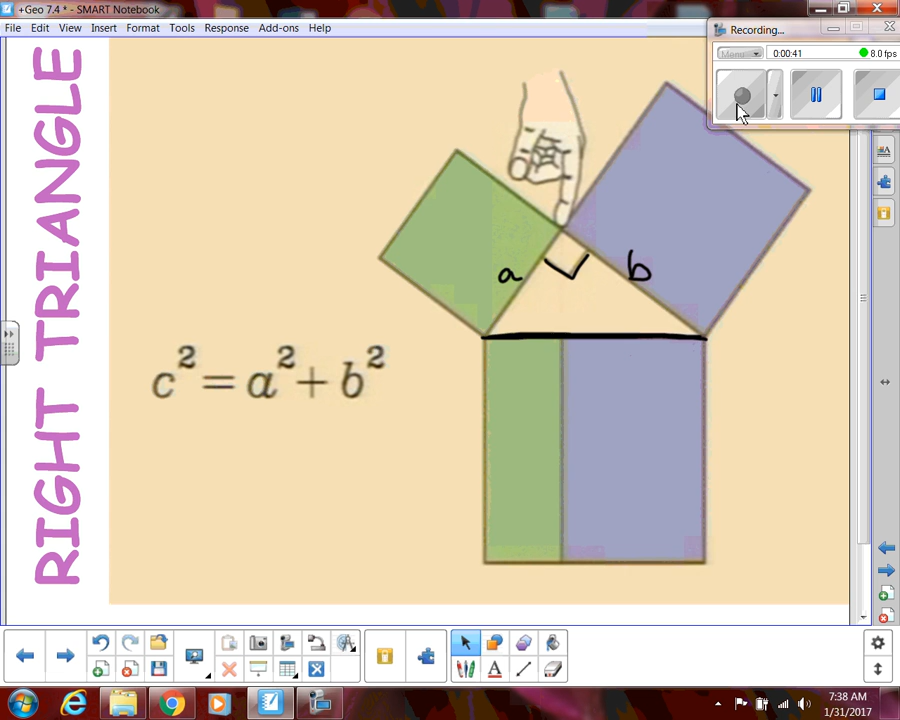 +Geo 7.4 * - SMART Notebook
File Edit View Insert Format Tools Response Add-ons Help
Recording...
Menu 0:00:41 8.0 fps
RIGHT TRIANGLE
a b
c² = a² + b²
A
7:38 AM
1/31/2017